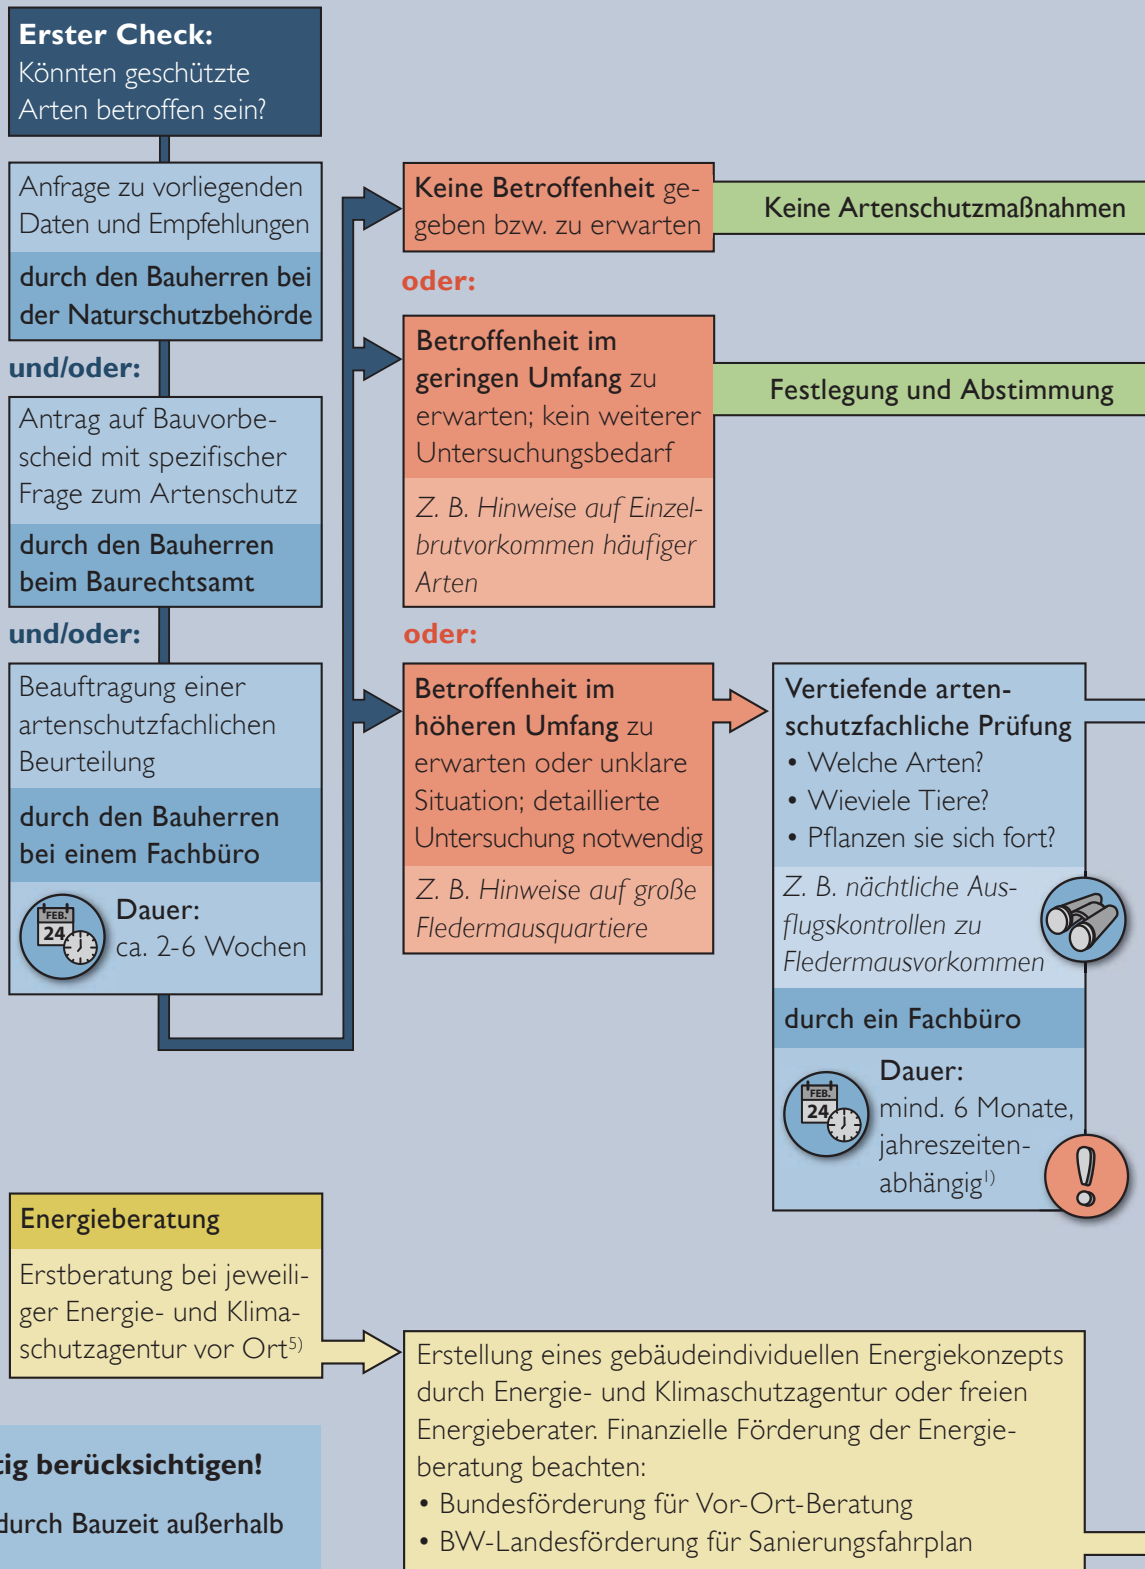 Erster Check:
Könnten geschützte
Arten betroffen sein?
Anfrage zu vorliegenden
Daten und Empfehlungen
durch den Bauherren bei
der Naturschutzbehörde
und/oder:
Antrag auf Bauvorbe-
scheid mit spezifischer
Frage zum Artenschutz
durch den Bauherren
beim Baurechtsamt
und/oder:
Beauftragung einer
artenschutzfachlichen
Beurteilung
durch den Bauherren
bei einem Fachbüro
FEB.
24
Dauer:
ca. 2-6 Wochen
Keine Betroffenheit ge-
geben bzw. zu erwarten
Keine Artenschutzmaßnahmen
oder:
Betroffenheit im
geringen Umfang zu
erwarten; kein weiterer
Untersuchungsbedarf
Z. B. Hinweise auf Einzel-
brutvorkommen häufiger
Arten
Festlegung und Abstimmung
oder:
Betroffenheit im
höheren Umfang zu
erwarten oder unklare
Situation; detaillierte
Untersuchung notwendig
Z. B. Hinweise auf große
Fledermausquartiere
Vertiefende arten-
schutzfachliche Prüfung
• Welche Arten?
• Wieviele Tiere?
• Pflanzen sie sich fort?
Z. B. nächtliche Aus-
flugskontrollen zu
Fledermausvorkommen
durch ein Fachbüro
FEB.
24
Dauer:
mind. 6 Monate,
jahreszeiten-
abhängig1)
Energieberatung
Erstberatung bei jeweili-
ger Energie- und Klima-
schutzagentur vor Ort5)
Erstellung eines gebäudeindividuellen Energiekonzepts
durch Energie- und Klimaschutzagentur oder freien
Energieberater. Finanzielle Förderung der Energie-
beratung beachten:
• Bundesförderung für Vor-Ort-Beratung
• BW-Landesförderung für Sanierungsfahrplan
tig berücksichtigen!
durch Bauzeit außerhalb